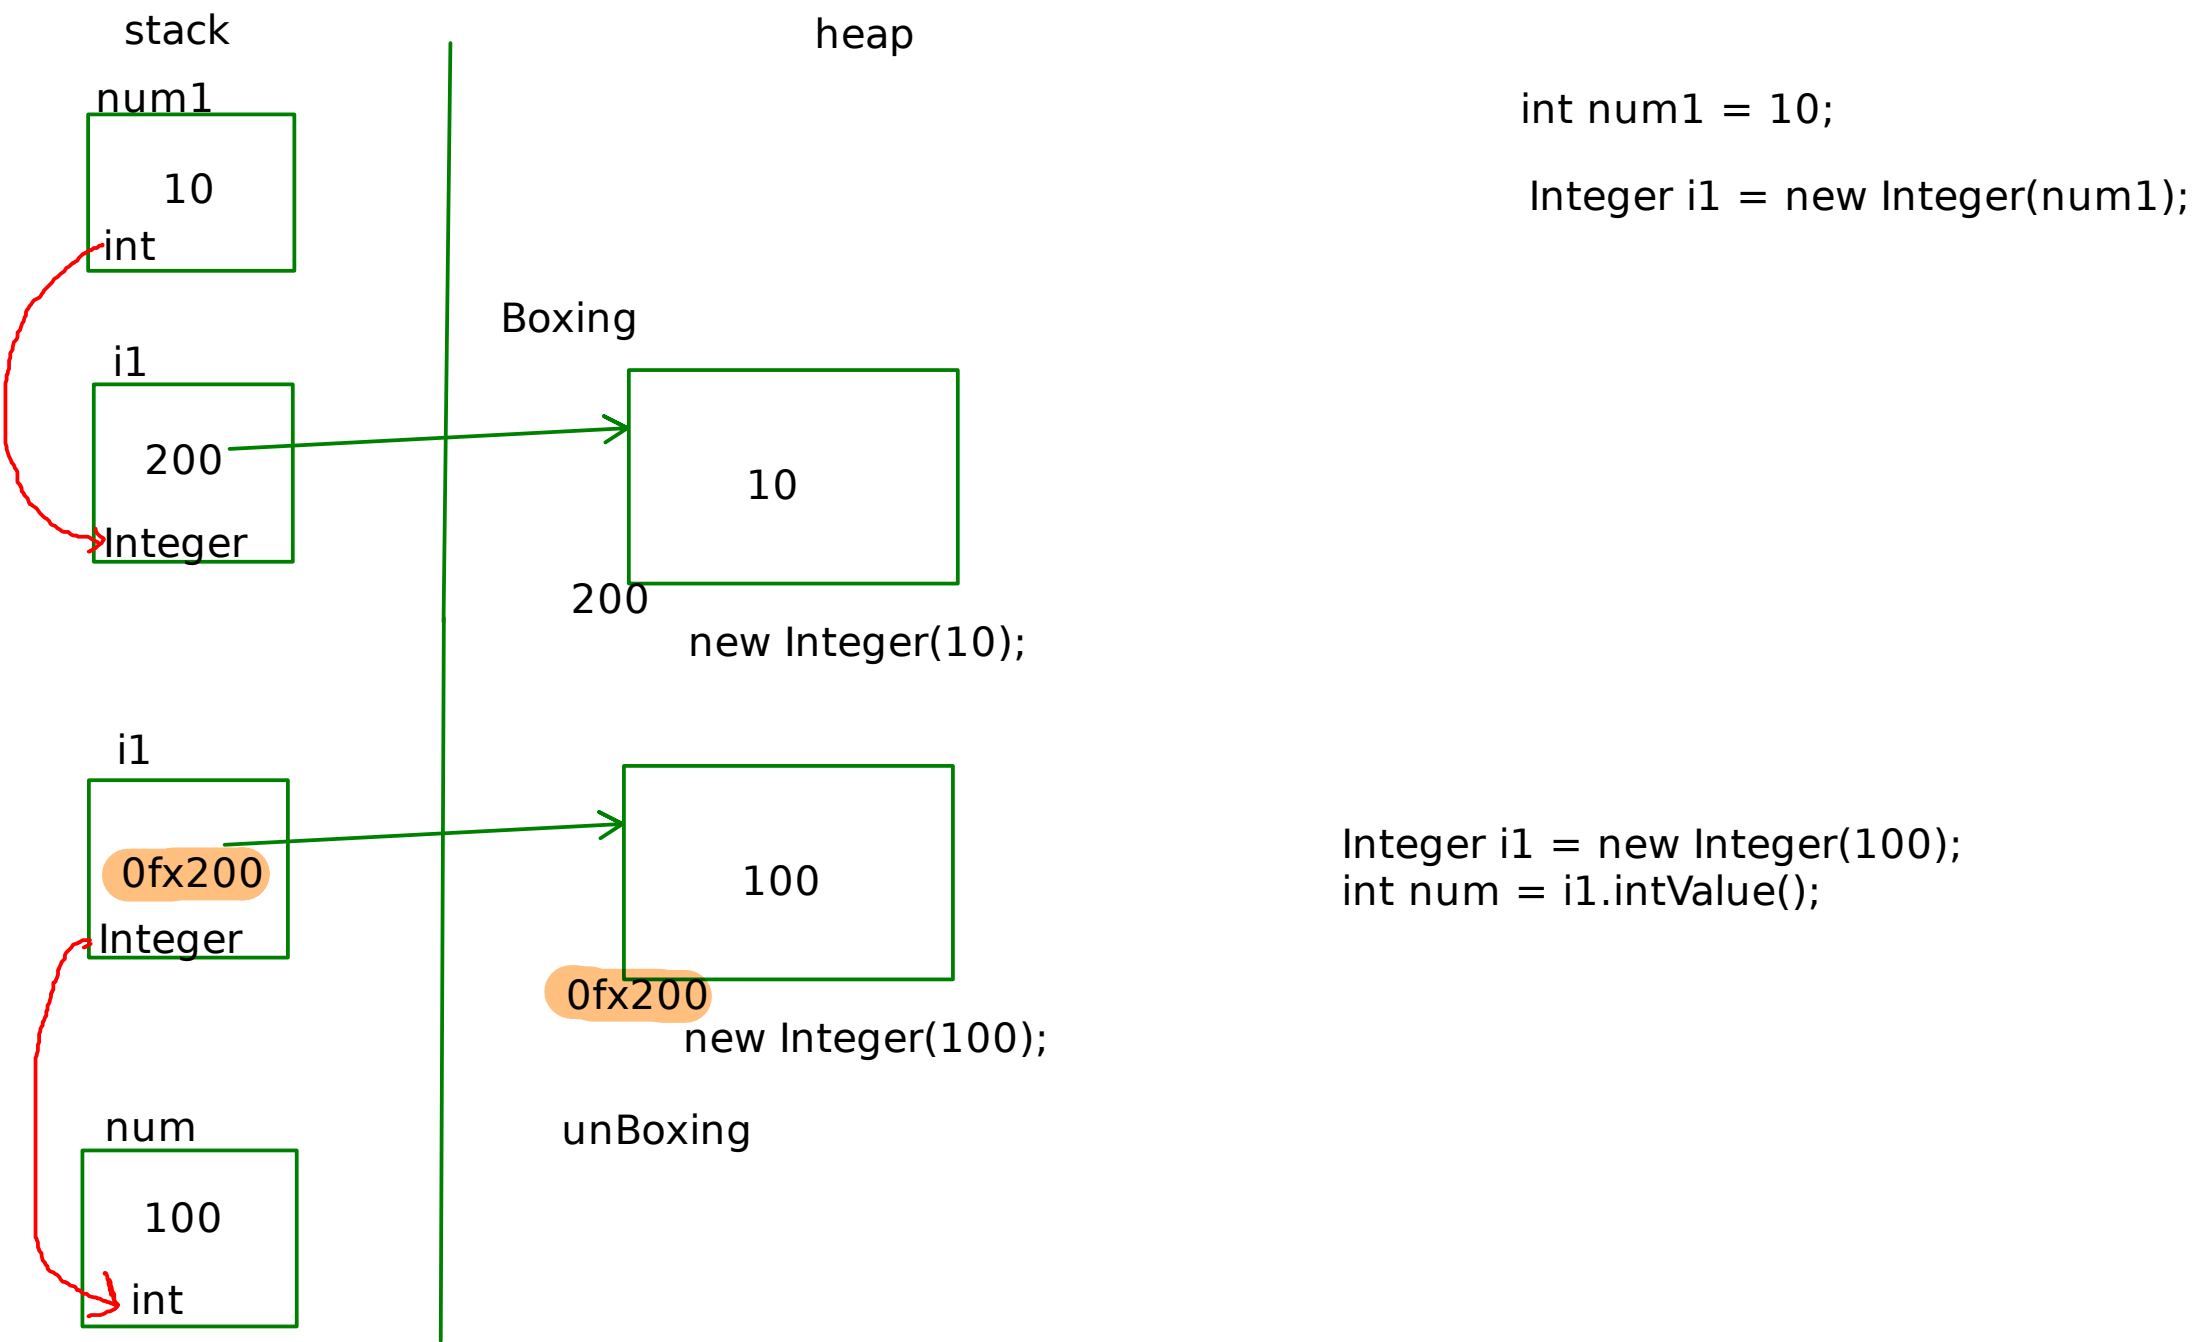 stack
heap
num1
int num1 = 10;
10
Integer i1 = new Integer(num1);
int
Boxing
i1
200
10
Integer
200
new Integer(10);
i1
Integer i1 = new Integer(100);
0fx200
100
int num = i1.intValue();
Integer
0fx200
new Integer(100);
num
unBoxing
100
int